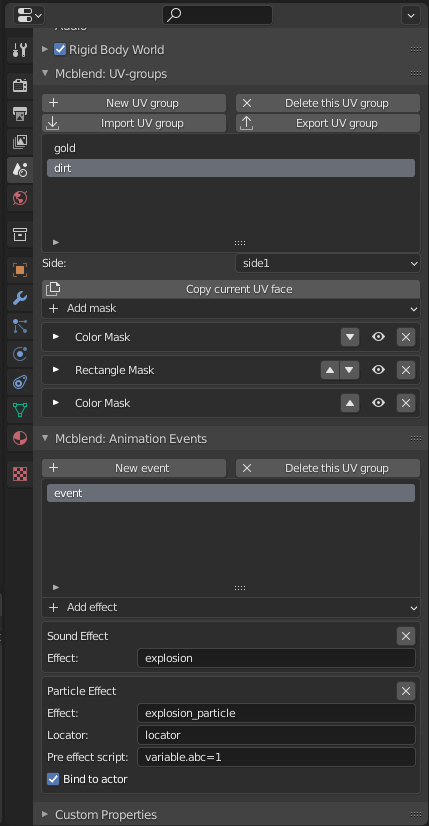 Audio
Rigid Body World
Mcblend: UV-groups
New UV group Delete this UV group
Import UV group Export UV group
gold
dirt
Side: side1
Copy current UV face
Add mask
Color Mask
Rectangle Mask
Color Mask
Mcblend: Animation Events
New event Delete this UV group
event
Add effect
Sound Effect
Effect: explosion
Particle Effect
Effect: explosion_particle
Locator: locator
Pre effect script: variable.abc=1
Bind to actor
Custom Properties